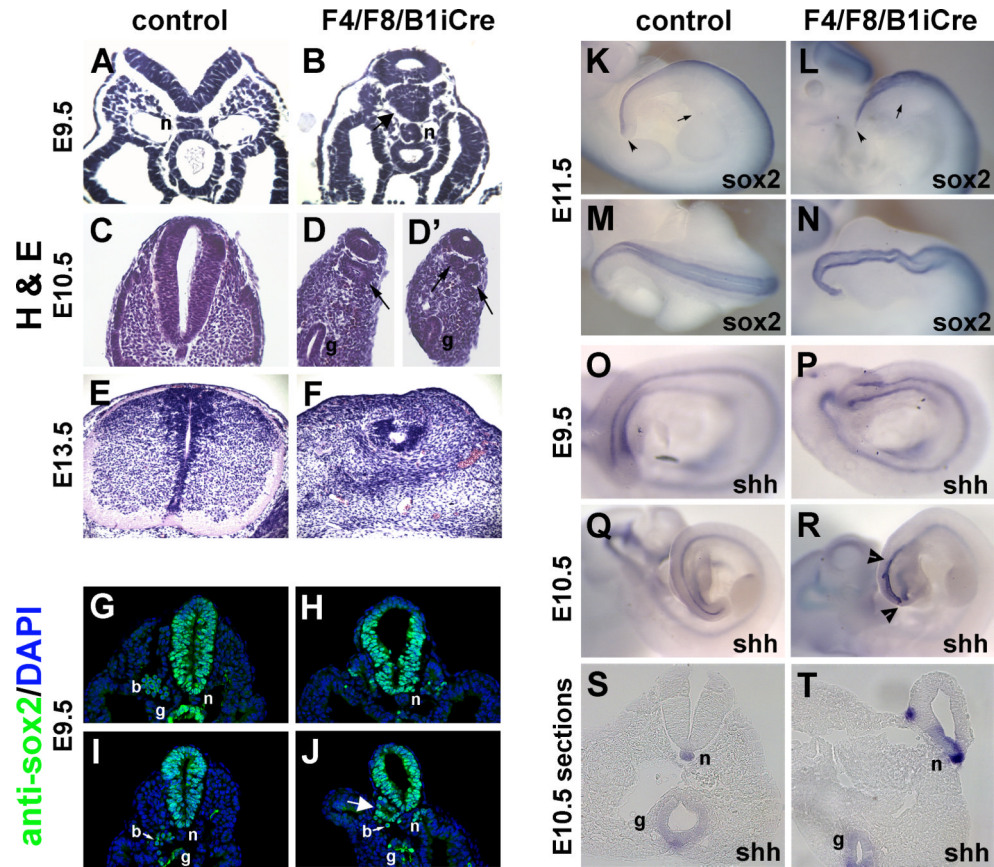 control
F4/F8/B1iCre
control
F4/F8/B1iCre
H & E
E9.5
A
n
B
n
E10.5
C
D
g
D’
g
E13.5
E
F
anti-sox2/DAPI
E9.5
G
b
g
n
H
n
I
b
n
g
J
b
n
g
E11.5
K
sox2
L
sox2
M
sox2
N
sox2
E9.5
O
shh
P
shh
E10.5
Q
shh
R
shh
E10.5 sections
S
n
g
shh
T
n
g
shh